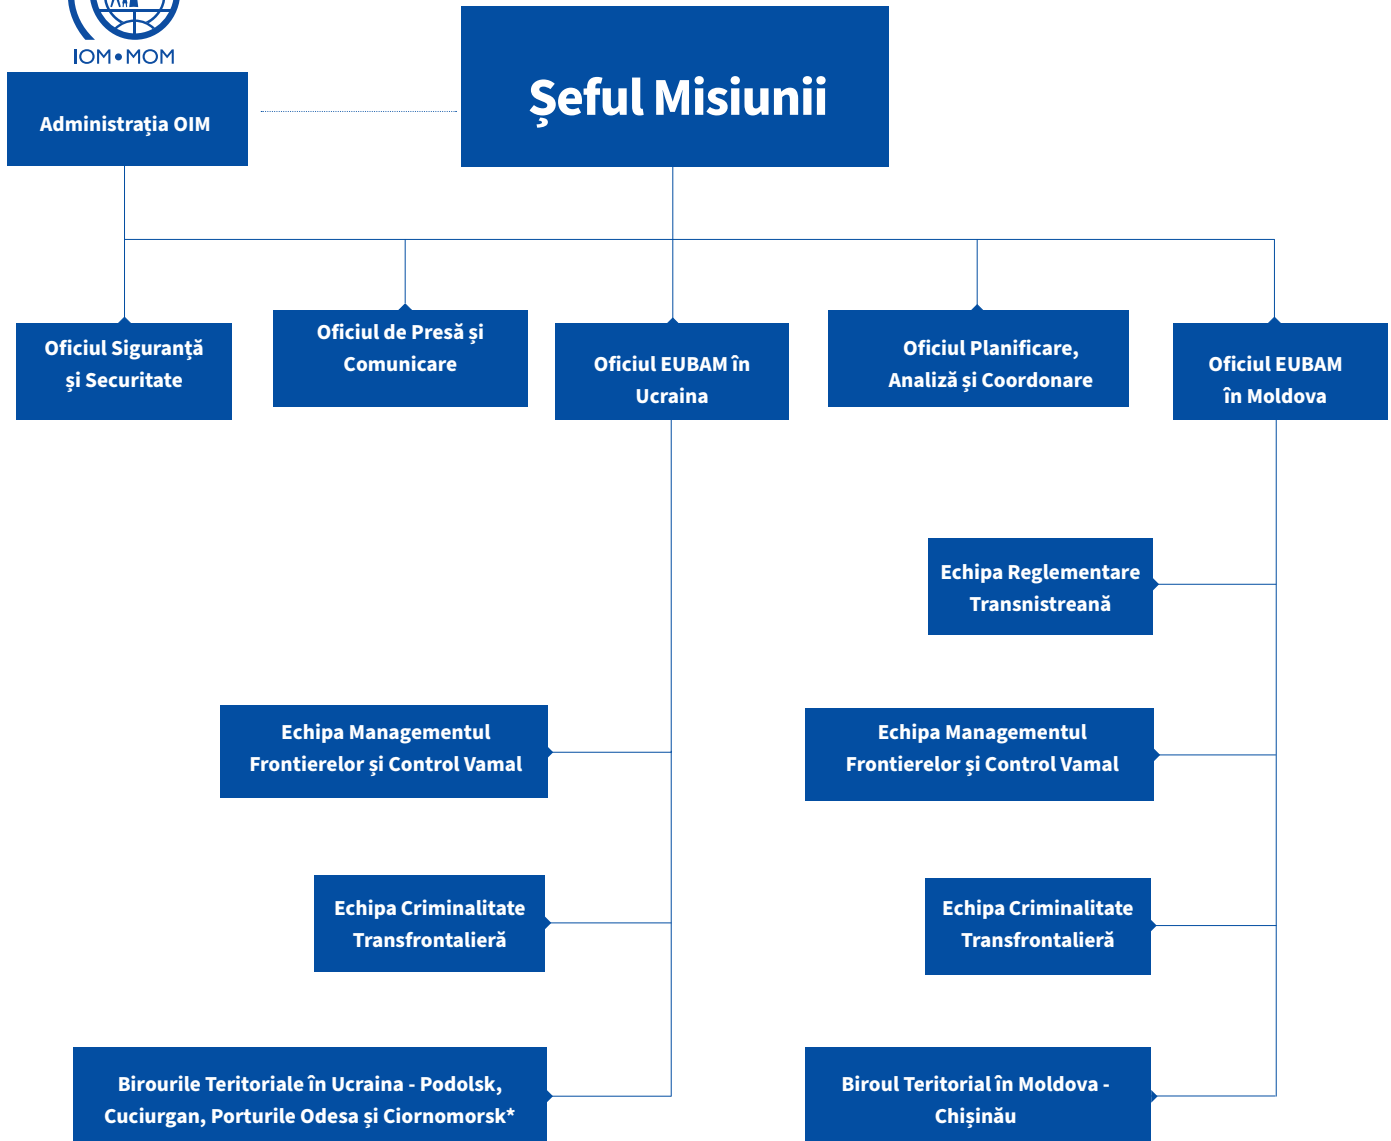 IOM•MOM
Administrația OIM
Șeful Misiunii
Oficiul Siguranță
și Securitate
Oficiul de Presă și
Comunicare
Oficiul EUBAM în
Ucraina
Oficiul Planificare,
Analiză și Coordonare
Oficiul EUBAM
în Moldova
Echipa Reglementare
Transnistreană
Echipa Managementul
Frontierelor și Control Vamal
Echipa Managementul
Frontierelor și Control Vamal
Echipa Criminalitate
Transfrontalieră
Echipa Criminalitate
Transfrontalieră
Birourile Teritoriale în Ucraina - Podolsk,
Cuciurgan, Porturile Odesa și Ciornomorsk*
Biroul Teritorial în Moldova -
Chișinău